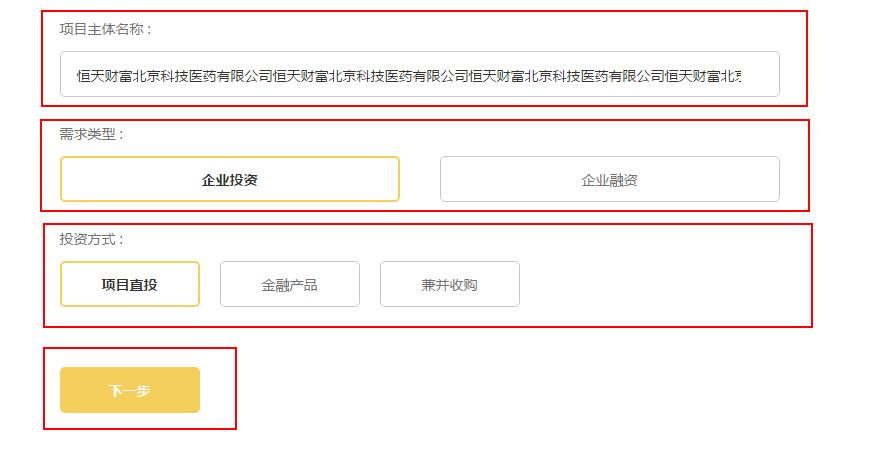 项目主体名称 :
恒天财富北京科技医药有限公司恒天财富北京科技医药有限公司恒天财富北京科技医药有限公司恒天财富北京
需求类型 :
企业投资 企业融资
投资方式 :
项目直投 金融产品 兼并收购
下一步